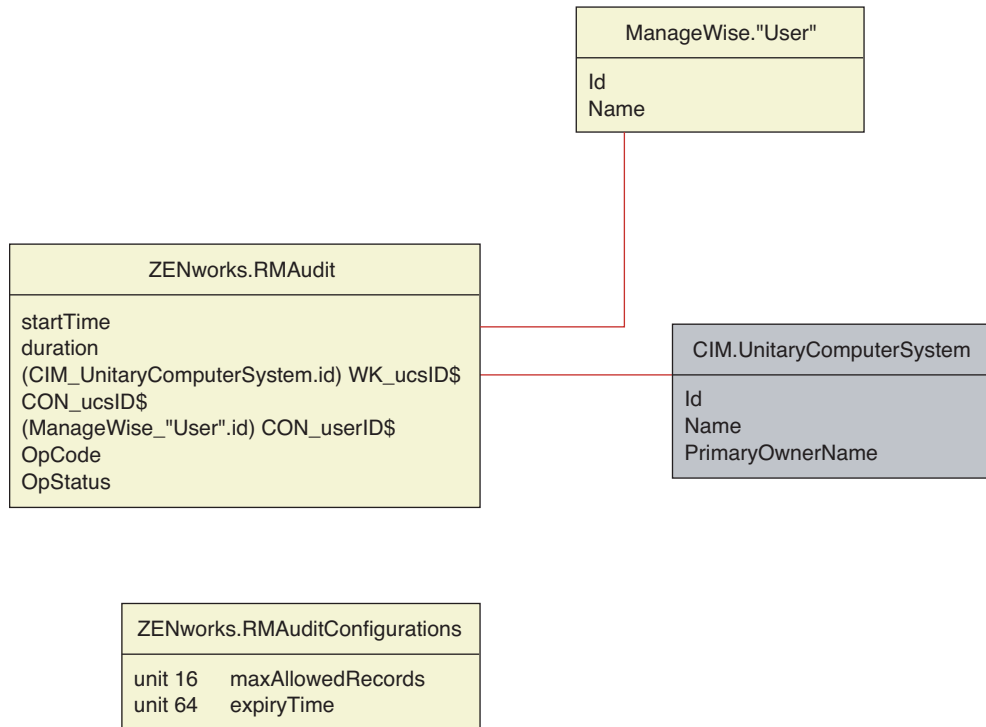 ManageWise."User"
Id
Name
ZENworks.RMAudit
startTime
duration
(CIM_UnitaryComputerSystem.id) WK_ucsID$
CON_ucsID$
(ManageWise_"User".id) CON_userID$
OpCode
OpStatus
CIM.UnitaryComputerSystem
Id
Name
PrimaryOwnerName
ZENworks.RMAuditConfigurations
unit 16 maxAllowedRecords
unit 64 expiryTime